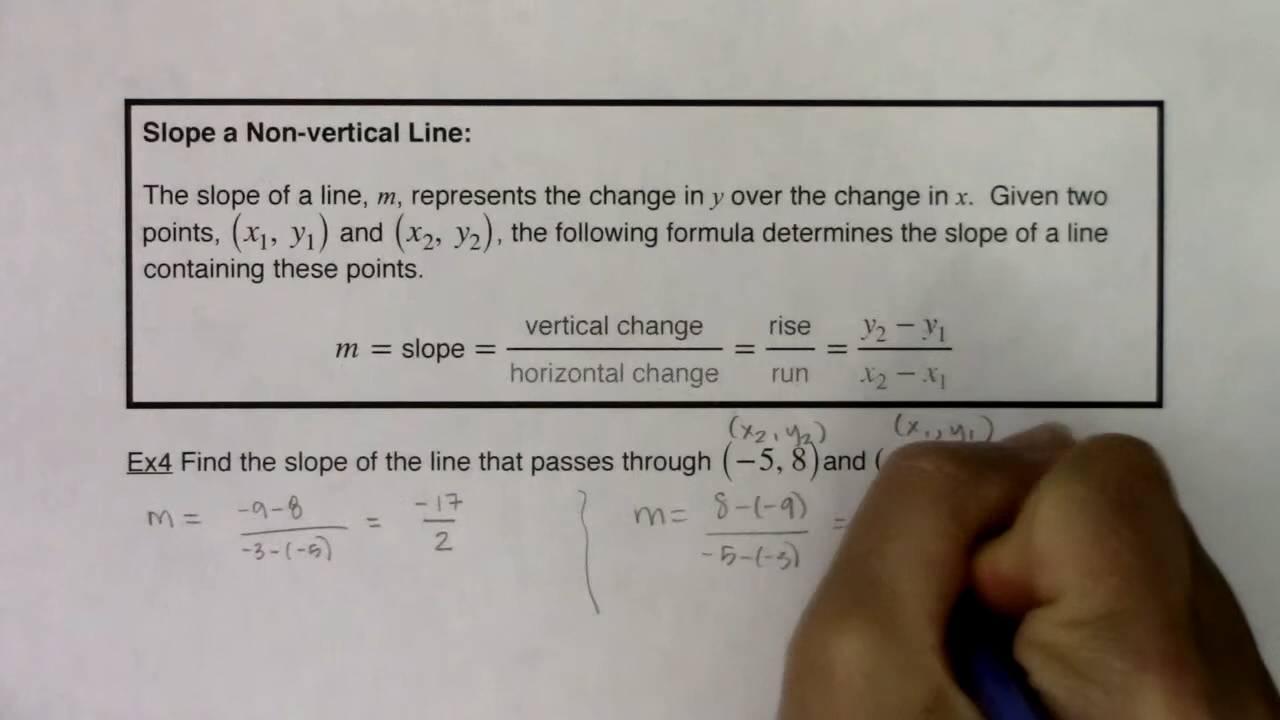 Slope a Non-vertical Line:
The slope of a line, m, represents the change in y over the change in x. Given two
points, (x₁, y₁) and (x₂, y₂), the following formula determines the slope of a line
containing these points.
m = slope = vertical change / horizontal change = rise / run = y₂ − y₁ / x₂ − x₁
(x₂, y₂) (x₁, y₁)
Ex4 Find the slope of the line that passes through (−5, 8) and (
m = -9-8 / -3-(-5) = -17 / 2 m = 8-(-9) / -5-(-3) =